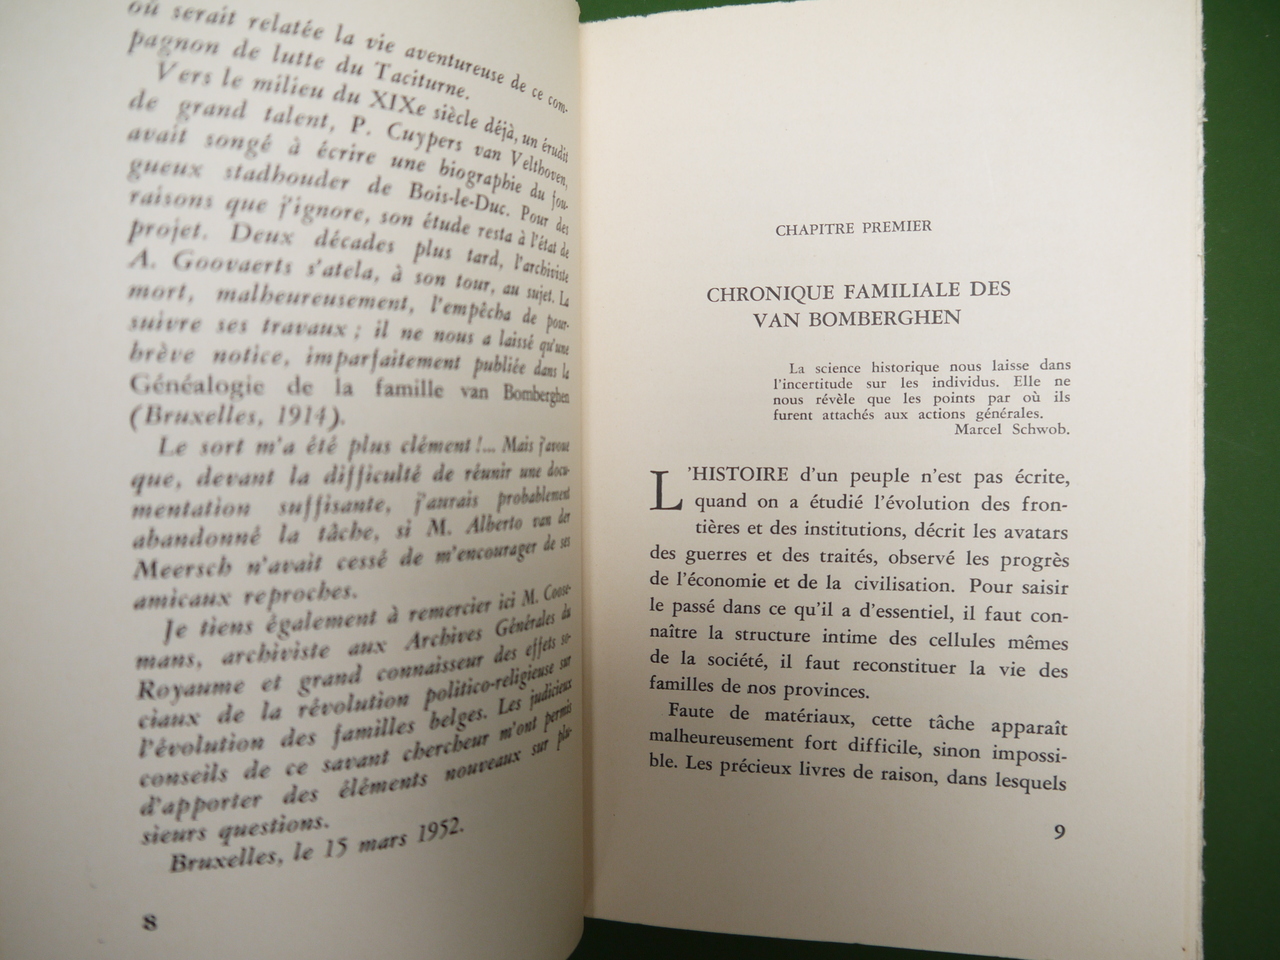 où serait relatée la vie aventureuse de ce com-
pagnon de lutte du Taciturne.
Vers le milieu du XIXe siècle déjà, un érudit
de grand talent, P. Cuypers van Velthoven,
avait songé à écrire une biographie du fou-
gueux stadhouder de Bois-le-Duc. Pour des
raisons que j'ignore, son étude resta à l'état de
projet. Deux décades plus tard, l'archiviste
A. Goovaerts s'atela, à son tour, au sujet. La
mort, malheureusement, l'empêcha de pour-
suivre ses travaux ; il ne nous a laissé qu'une
brève notice, imparfaitement publiée dans la
Généalogie de la famille van Bomberghen
(Bruxelles, 1914).
Le sort m'a été plus clément !... Mais j'avoue
que, devant la difficulté de réunir une docu-
mentation suffisante, j'aurais probablement
abandonné la tâche, si M. Alberto van der
Meersch n'avait cessé de m'encourager de ses
amicaux reproches.
Je tiens également à remercier ici M. Coose-
mans, archiviste aux Archives Générales du
Royaume et grand connaisseur des effets so-
ciaux de la révolution politico-religieuse sur
l'évolution des familles belges. Les judicieux
conseils de ce savant chercheur m'ont permis
d'apporter des éléments nouveaux sur plu-
sieurs questions.
Bruxelles, le 15 mars 1952.
8
CHAPITRE PREMIER
CHRONIQUE FAMILIALE DES
VAN BOMBERGHEN
La science historique nous laisse dans
l'incertitude sur les individus. Elle ne
nous révèle que les points par où ils
furent attachés aux actions générales.
Marcel Schwob.
L'HISTOIRE d'un peuple n'est pas écrite,
quand on a étudié l'évolution des fron-
tières et des institutions, décrit les avatars
des guerres et des traités, observé les progrès
de l'économie et de la civilisation. Pour saisir
le passé dans ce qu'il a d'essentiel, il faut con-
naître la structure intime des cellules mêmes
de la société, il faut reconstituer la vie des
familles de nos provinces.
Faute de matériaux, cette tâche apparaît
malheureusement fort difficile, sinon impossi-
ble. Les précieux livres de raison, dans lesquels
9